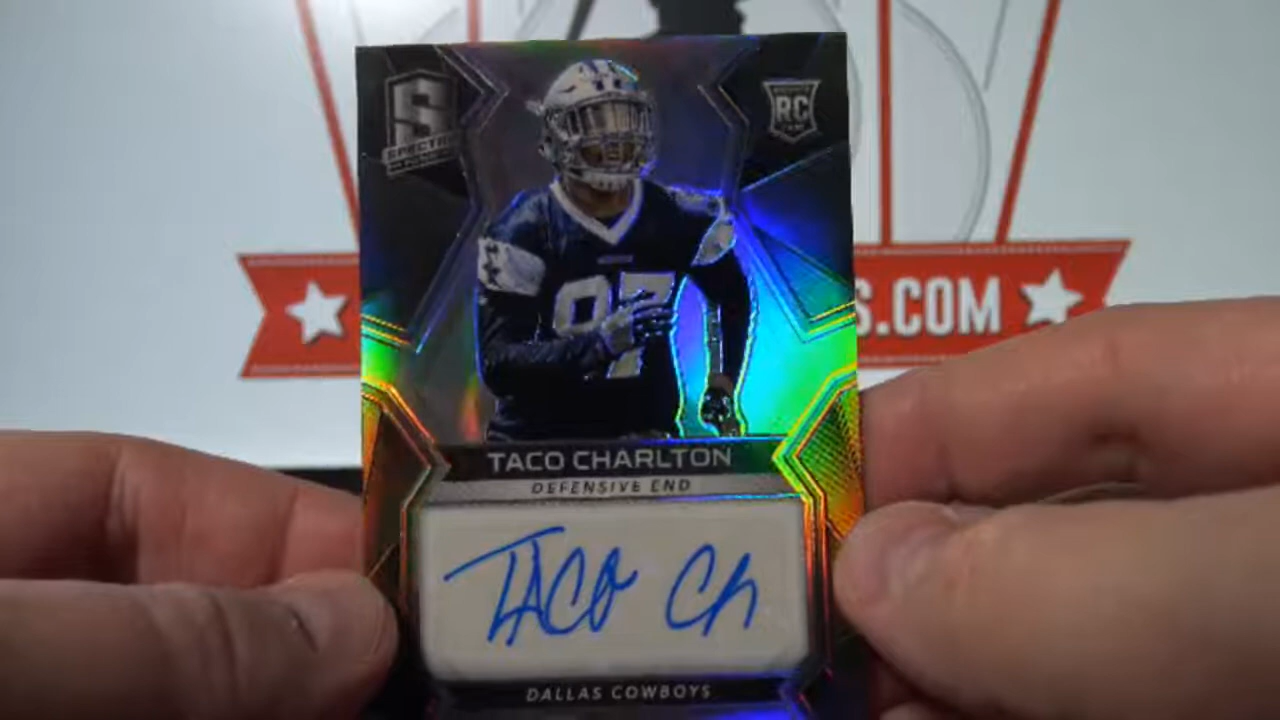 SPECTRA
RC
97
S.COM
TACO CHARLTON
DEFENSIVE END
TACO Ch
DALLAS COWBOYS